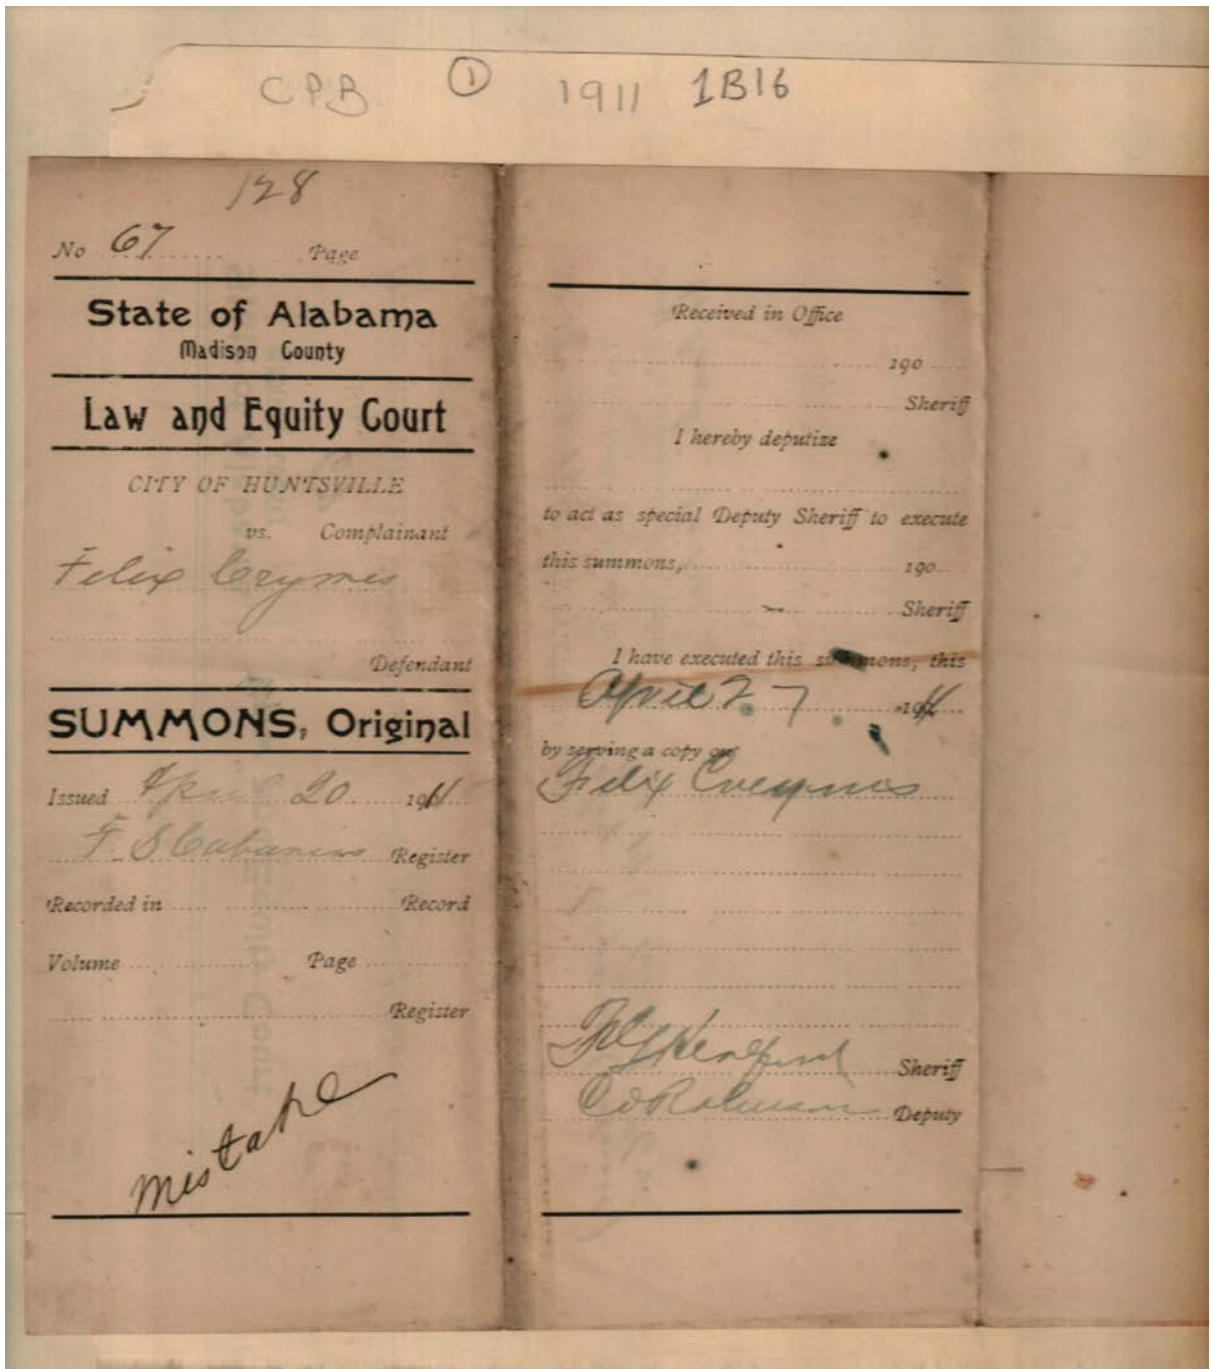 CPB ① 1911 1B16
128
No 67 Page
State of Alabama
Madison County
Law and Equity Court
CITY OF HUNTSVILLE
vs. Complainant
Felix Crymes
Defendant
SUMMONS, Original
Issued April 20 1911
F. S Cabaniss Register
Recorded in Record
Volume Page
Register
mistake
Received in Office
190
Sheriff
I hereby deputize
to act as special Deputy Sheriff to execute
this summons, 190
Sheriff
I have executed this summons, this
April 27 1911
by serving a copy on
Felix
Sheriff
Deputy